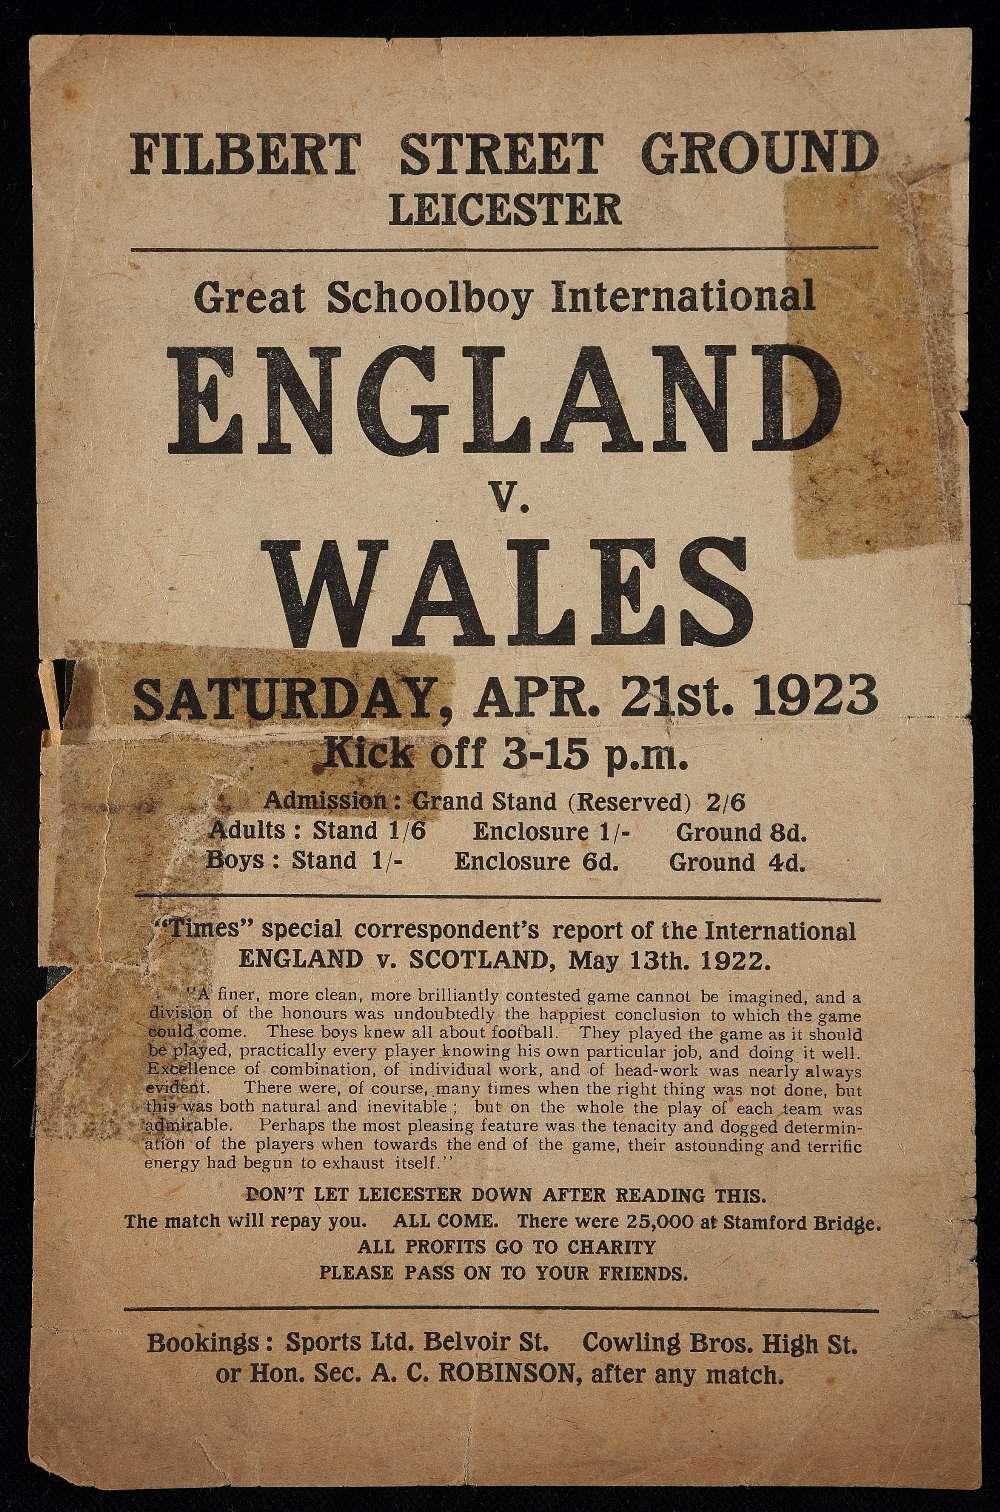 FILBERT STREET GROUND
LEICESTER
Great Schoolboy International
ENGLAND
v.
WALES
SATURDAY, APR. 21st. 1923
Kick off 3-15 p.m.
Admission : Grand Stand (Reserved) 2/6
Adults : Stand 1/6 Enclosure 1/- Ground 8d.
Boys : Stand 1/- Enclosure 6d. Ground 4d.
"Times" special correspondent's report of the International
ENGLAND v. SCOTLAND, May 13th. 1922.
"A finer, more clean, more brilliantly contested game cannot be imagined, and a
division of the honours was undoubtedly the happiest conclusion to which the game
could come. These boys knew all about football. They played the game as it should
be played, practically every player knowing his own particular job, and doing it well.
Excellence of combination, of individual work, and of head-work was nearly always
evident. There were, of course, many times when the right thing was not done, but
this was both natural and inevitable ; but on the whole the play of each team was
admirable. Perhaps the most pleasing feature was the tenacity and dogged determin-
ation of the players when towards the end of the game, their astounding and terrific
energy had begun to exhaust itself."
DON'T LET LEICESTER DOWN AFTER READING THIS.
The match will repay you. ALL COME. There were 25,000 at Stamford Bridge.
ALL PROFITS GO TO CHARITY
PLEASE PASS ON TO YOUR FRIENDS.
Bookings : Sports Ltd. Belvoir St. Cowling Bros. High St.
or Hon. Sec. A. C. ROBINSON, after any match.